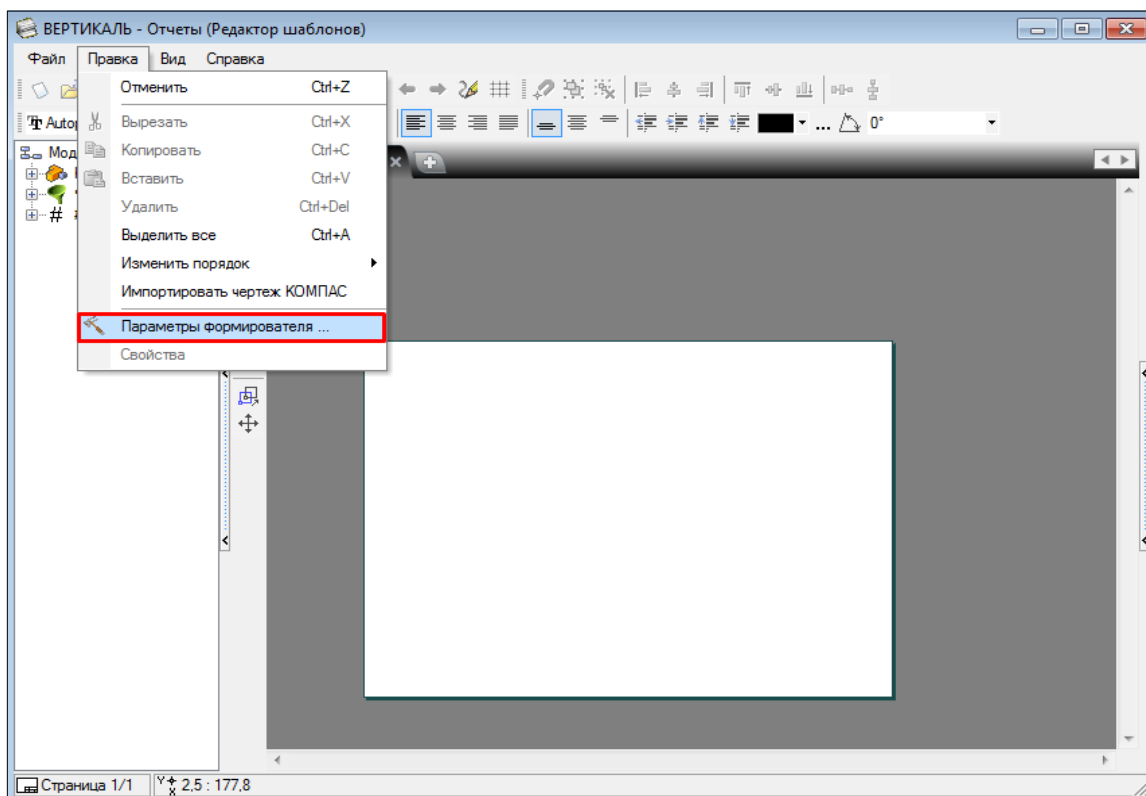 ВЕРТИКАЛЬ - Отчеты (Редактор шаблонов)
Файл Правка Вид Справка
Отменить Ctrl+Z
Вырезать Ctrl+X
Копировать Ctrl+C
Вставить Ctrl+V
Удалить Ctrl+Del
Выделить все Ctrl+A
Изменить порядок
Импортировать чертеж КОМПАС
Параметры формирователя ...
Свойства
... 0°
Страница 1/1 Y X 2,5 : 177,8